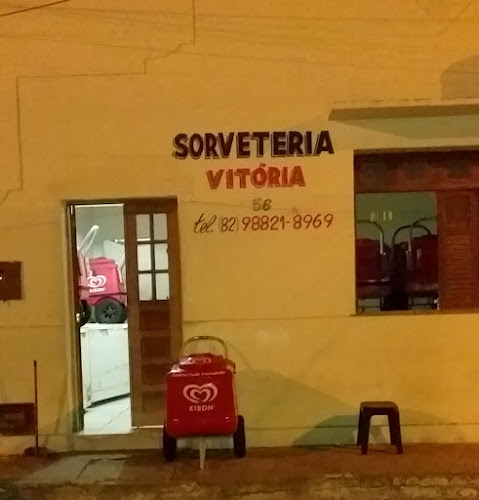 SORVETERIA
VITÓRIA
56
tel. (82) 98821-8969
KIBON
KIBON